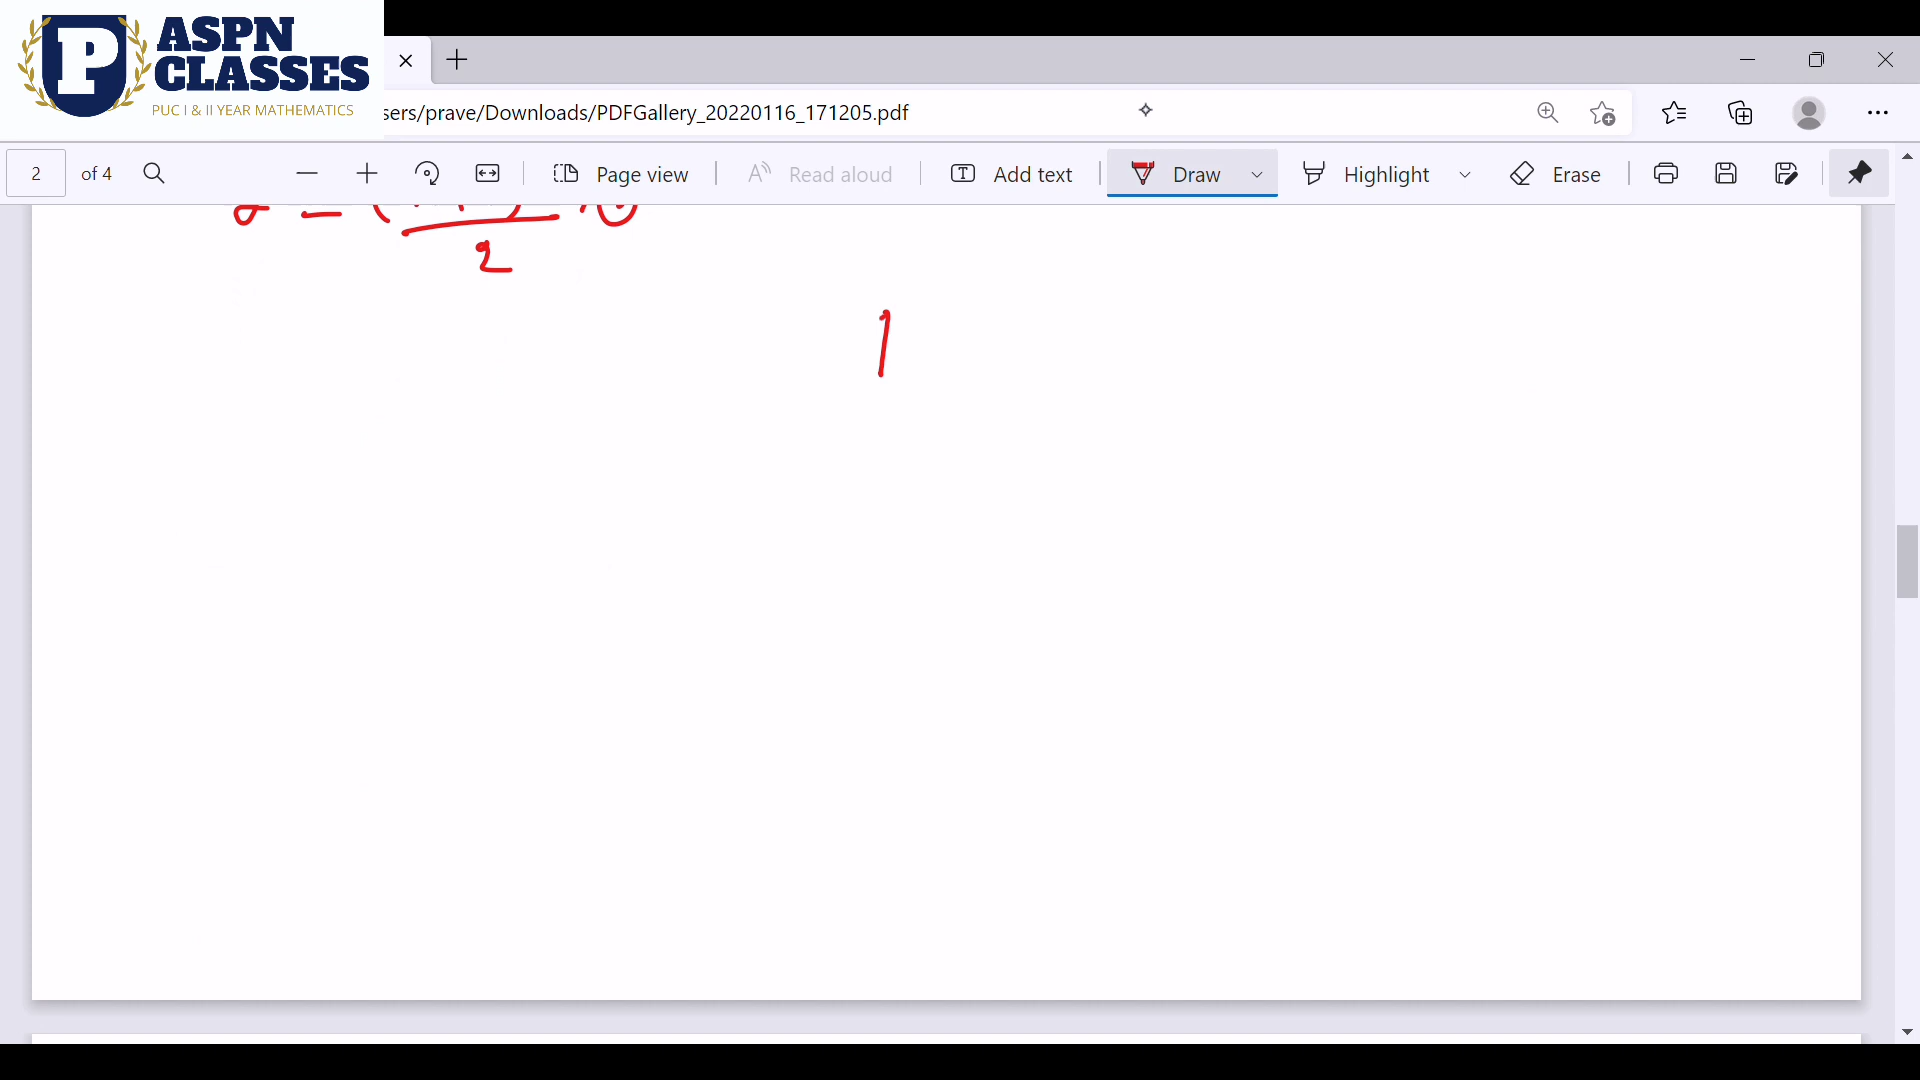 ASPN
CLASSES
PUC I & II YEAR MATHEMATICS
sers/prave/Downloads/PDFGallery_20220116_171205.pdf
2 of 4 Page view Read aloud Add text Draw Highlight Erase
2
1